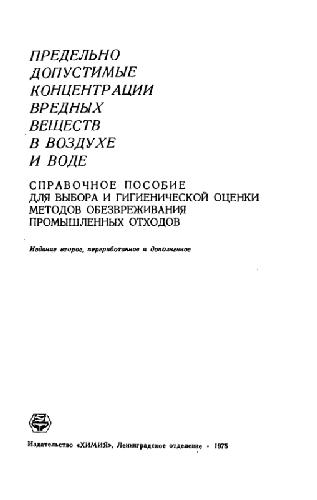 ПРЕДЕЛЬНО
ДОПУСТИМЫЕ
КОНЦЕНТРАЦИИ
ВРЕДНЫХ
ВЕЩЕСТВ
В ВОЗДУХЕ
И ВОДЕ
СПРАВОЧНОЕ ПОСОБИЕ
ДЛЯ ВЫБОРА И ГИГИЕНИЧЕСКОЙ ОЦЕНКИ
МЕТОДОВ ОБЕЗВРЕЖИВАНИЯ
ПРОМЫШЛЕННЫХ ОТХОДОВ
Издание второе, переработанное и дополненное
Издательство «ХИМИЯ», Ленинградское отделение · 1975